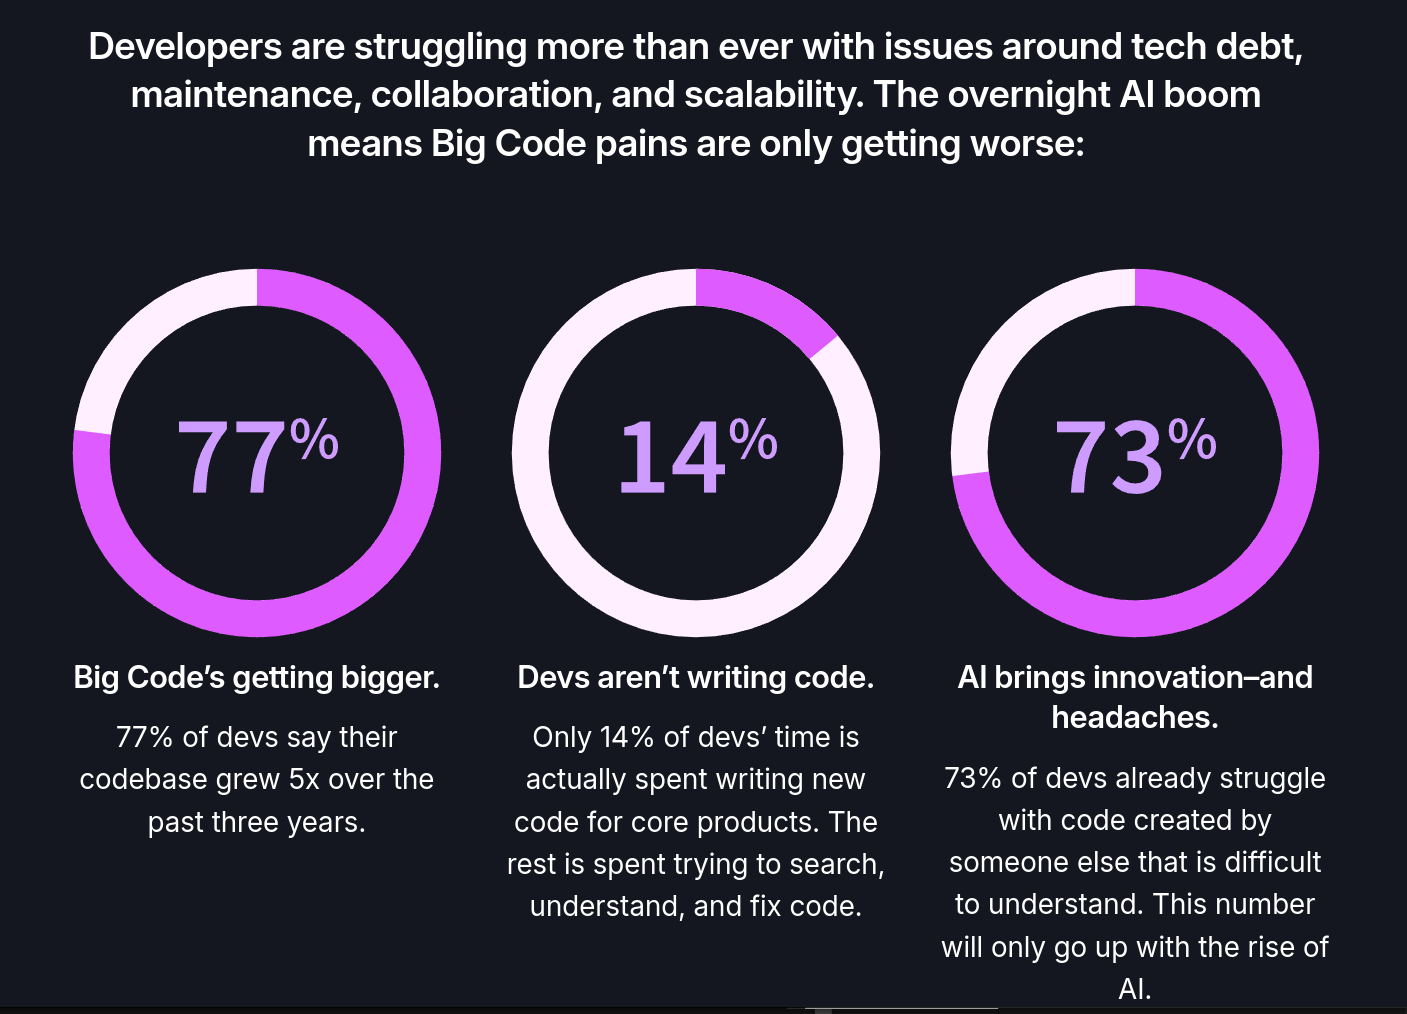 Developers are struggling more than ever with issues around tech debt,
maintenance, collaboration, and scalability. The overnight AI boom
means Big Code pains are only getting worse:
77%
14%
73%
Big Code’s getting bigger.
77% of devs say their
codebase grew 5x over the
past three years.
Devs aren’t writing code.
Only 14% of devs’ time is
actually spent writing new
code for core products. The
rest is spent trying to search,
understand, and fix code.
AI brings innovation–and
headaches.
73% of devs already struggle
with code created by
someone else that is difficult
to understand. This number
will only go up with the rise of
AI.